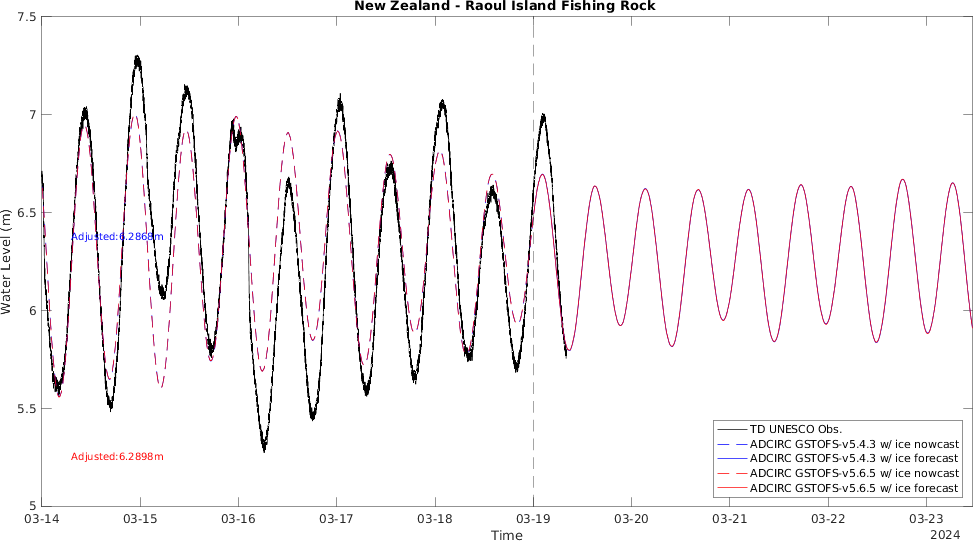 New Zealand - Raoul Island Fishing Rock
7.5
7
6.5
6
5.5
5
Water Level (m)
Adjusted:6.2868m
Adjusted:6.2898m
TD UNESCO Obs.
ADCIRC GSTOFS-v5.4.3 w/ ice nowcast
ADCIRC GSTOFS-v5.4.3 w/ ice forecast
ADCIRC GSTOFS-v5.6.5 w/ ice nowcast
ADCIRC GSTOFS-v5.6.5 w/ ice forecast
03-14 03-15 03-16 03-17 03-18 03-19 03-20 03-21 03-22 03-23
Time
2024